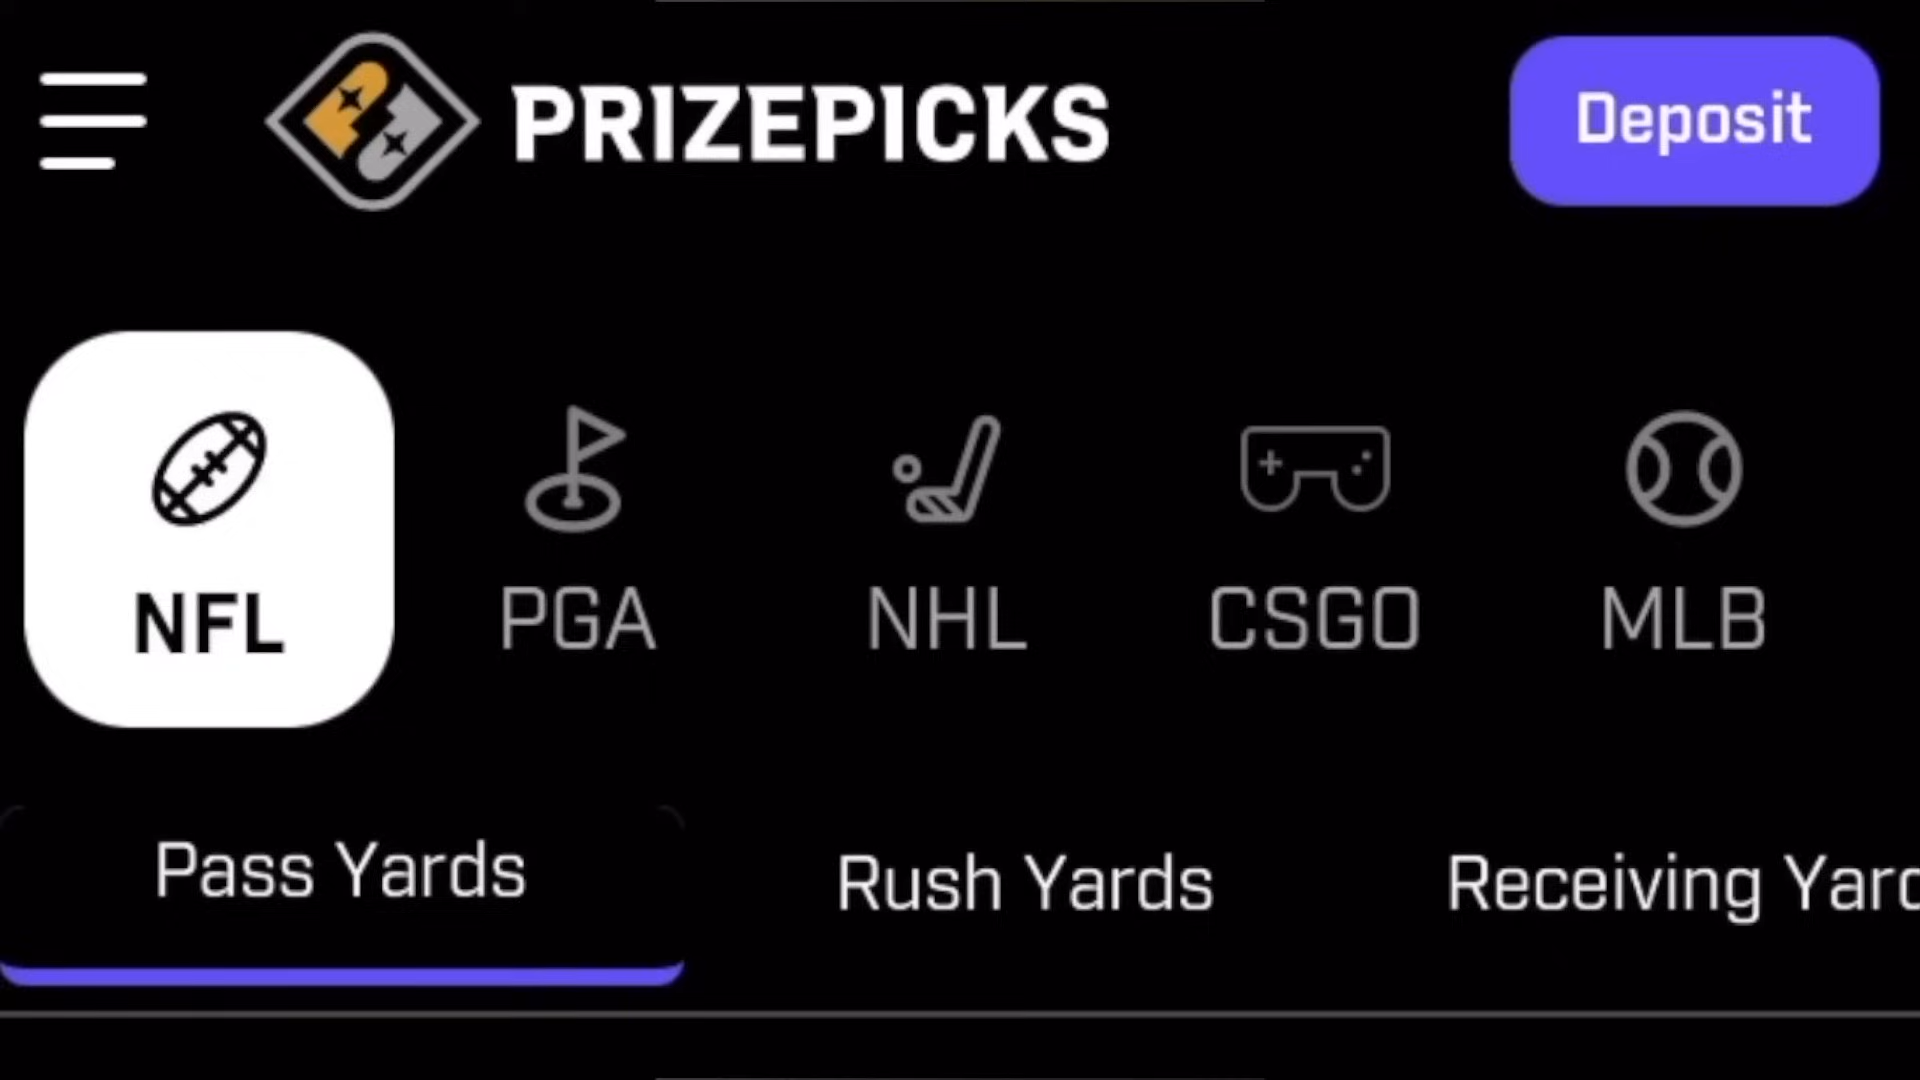 PRIZEPICKS
Deposit
NFL
PGA
NHL
CSGO
MLB
Pass Yards
Rush Yards
Receiving Yard